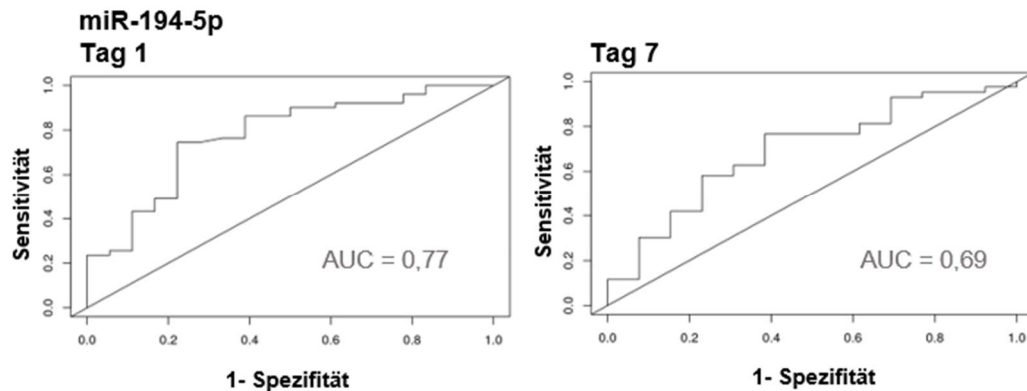 miR-194-5p
Tag 1
Tag 7
Sensitivität
1.0
0.8
0.6
0.4
0.2
0.0
AUC = 0,77
0.0 0.2 0.4 0.6 0.8 1.0
1- Spezifität
Sensitivität
1.0
0.8
0.6
0.4
0.2
0.0
AUC = 0,69
0.0 0.2 0.4 0.6 0.8 1.0
1- Spezifität